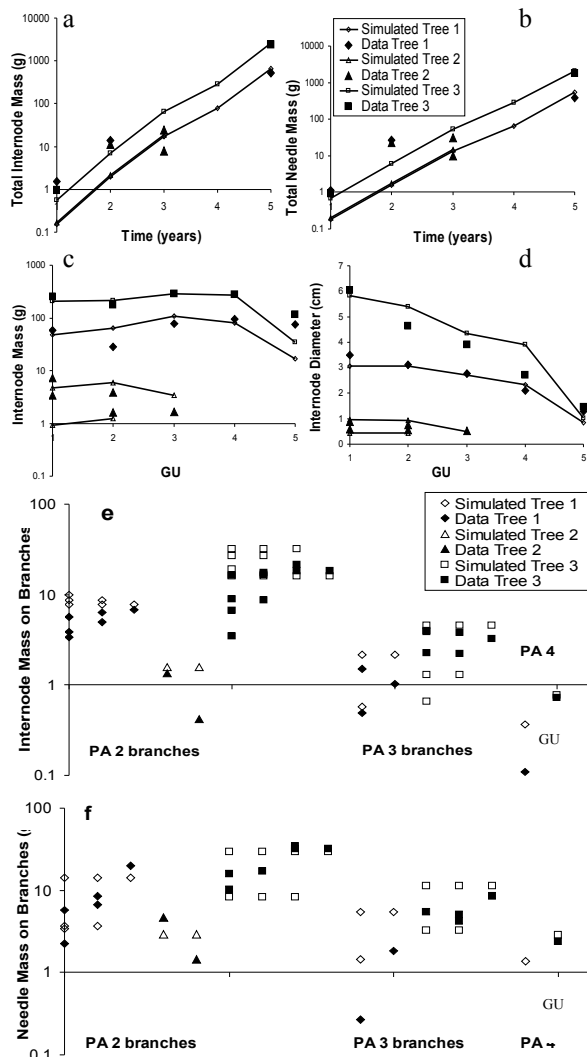 a
10000
1000
100
10
1
0.1
Total Internode Mass (g)
1 2 3 4 5
Time (years)
Simulated Tree 1
Data Tree 1
Simulated Tree 2
Data Tree 2
Simulated Tree 3
Data Tree 3
b
10000
1000
100
10
1
0.1
Total Needle Mass (g)
1 2 3 4 5
Time (years)
c
1000
100
10
1
0.1
Internode Mass (g)
1 2 3 4 5
GU
d
7
6
5
4
3
2
1
0
Internode Diameter (cm)
1 2 3 4 5
GU
e
100
10
1
0.1
Internode Mass on Branches
Simulated Tree 1
Data Tree 1
Simulated Tree 2
Data Tree 2
Simulated Tree 3
Data Tree 3
PA 4
GU
PA 2 branches
PA 3 branches
f
100
10
1
0.1
Needle Mass on Branches
GU
PA 2 branches
PA 3 branches
PA